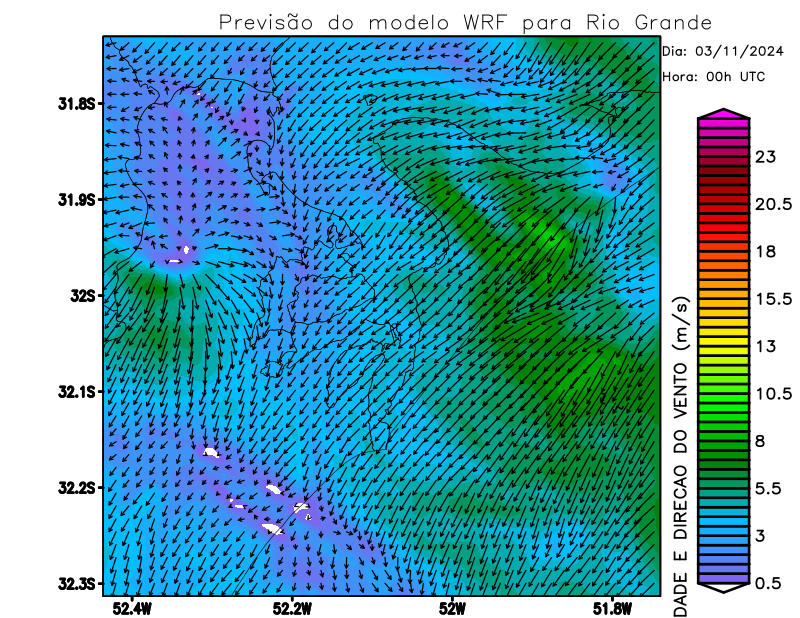 Previsão do modelo WRF para Rio Grande
Dia: 03/11/2024
Hora: 00h UTC
31.8S
31.9S
32S
32.1S
32.2S
32.3S
52.4W
52.2W
52W
51.8W
23
20.5
18
15.5
13
10.5
8
5.5
3
0.5
DADE E DIRECAO DO VENTO (m/s)